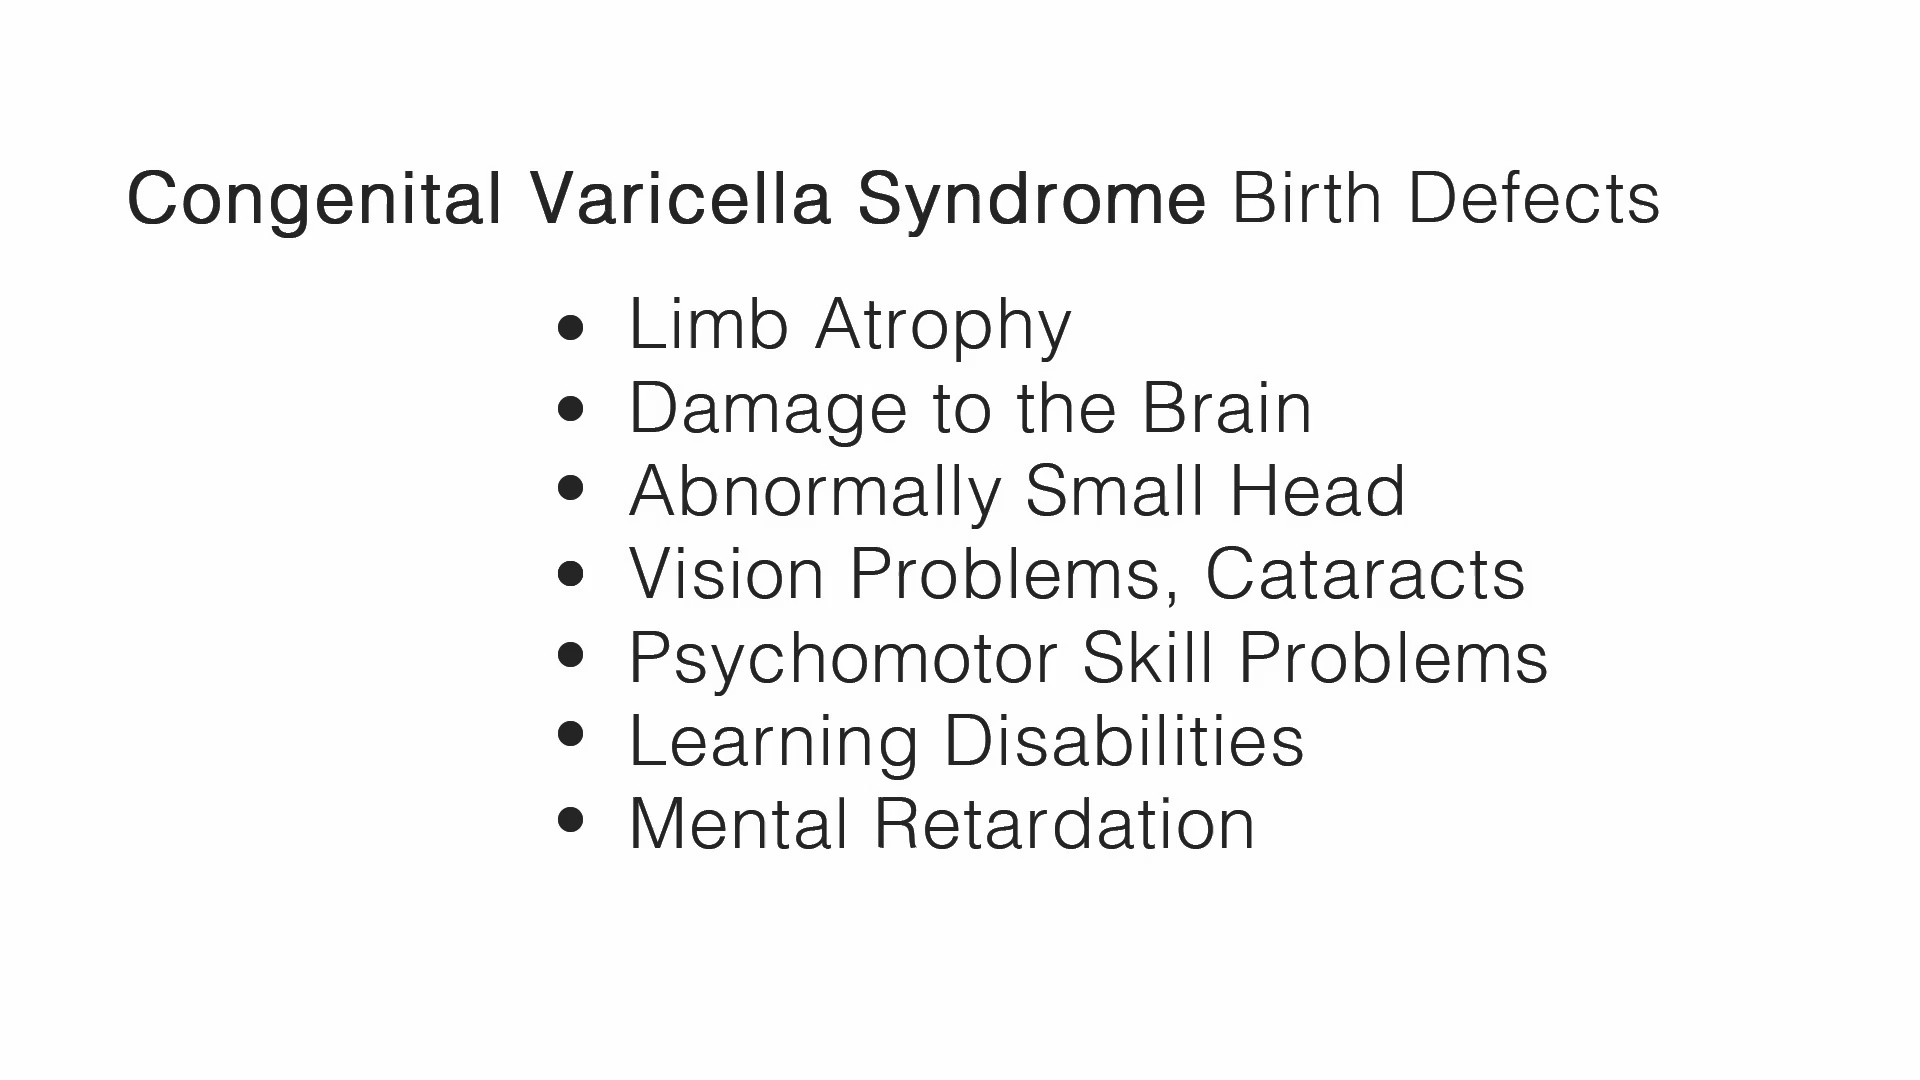 Congenital Varicella Syndrome Birth Defects
• Limb Atrophy
• Damage to the Brain
• Abnormally Small Head
• Vision Problems, Cataracts
• Psychomotor Skill Problems
• Learning Disabilities
• Mental Retardation